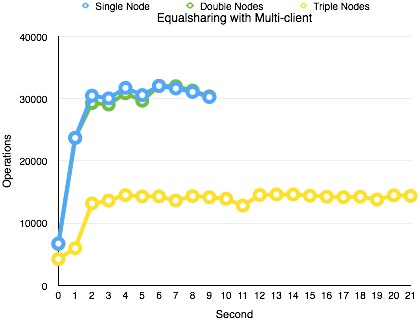 Single Node Double Nodes Triple Nodes
Equalsharing with Multi-client
40000
30000
20000
10000
0
Operations
0 1 2 3 4 5 6 7 8 9 10 11 12 13 14 15 16 17 18 19 20 21
Second